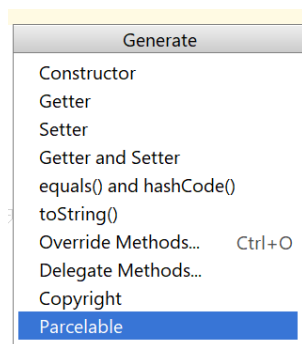 Generate
Constructor
Getter
Setter
Getter and Setter
equals() and hashCode()
toString()
Override Methods... Ctrl+O
Delegate Methods...
Copyright
Parcelable